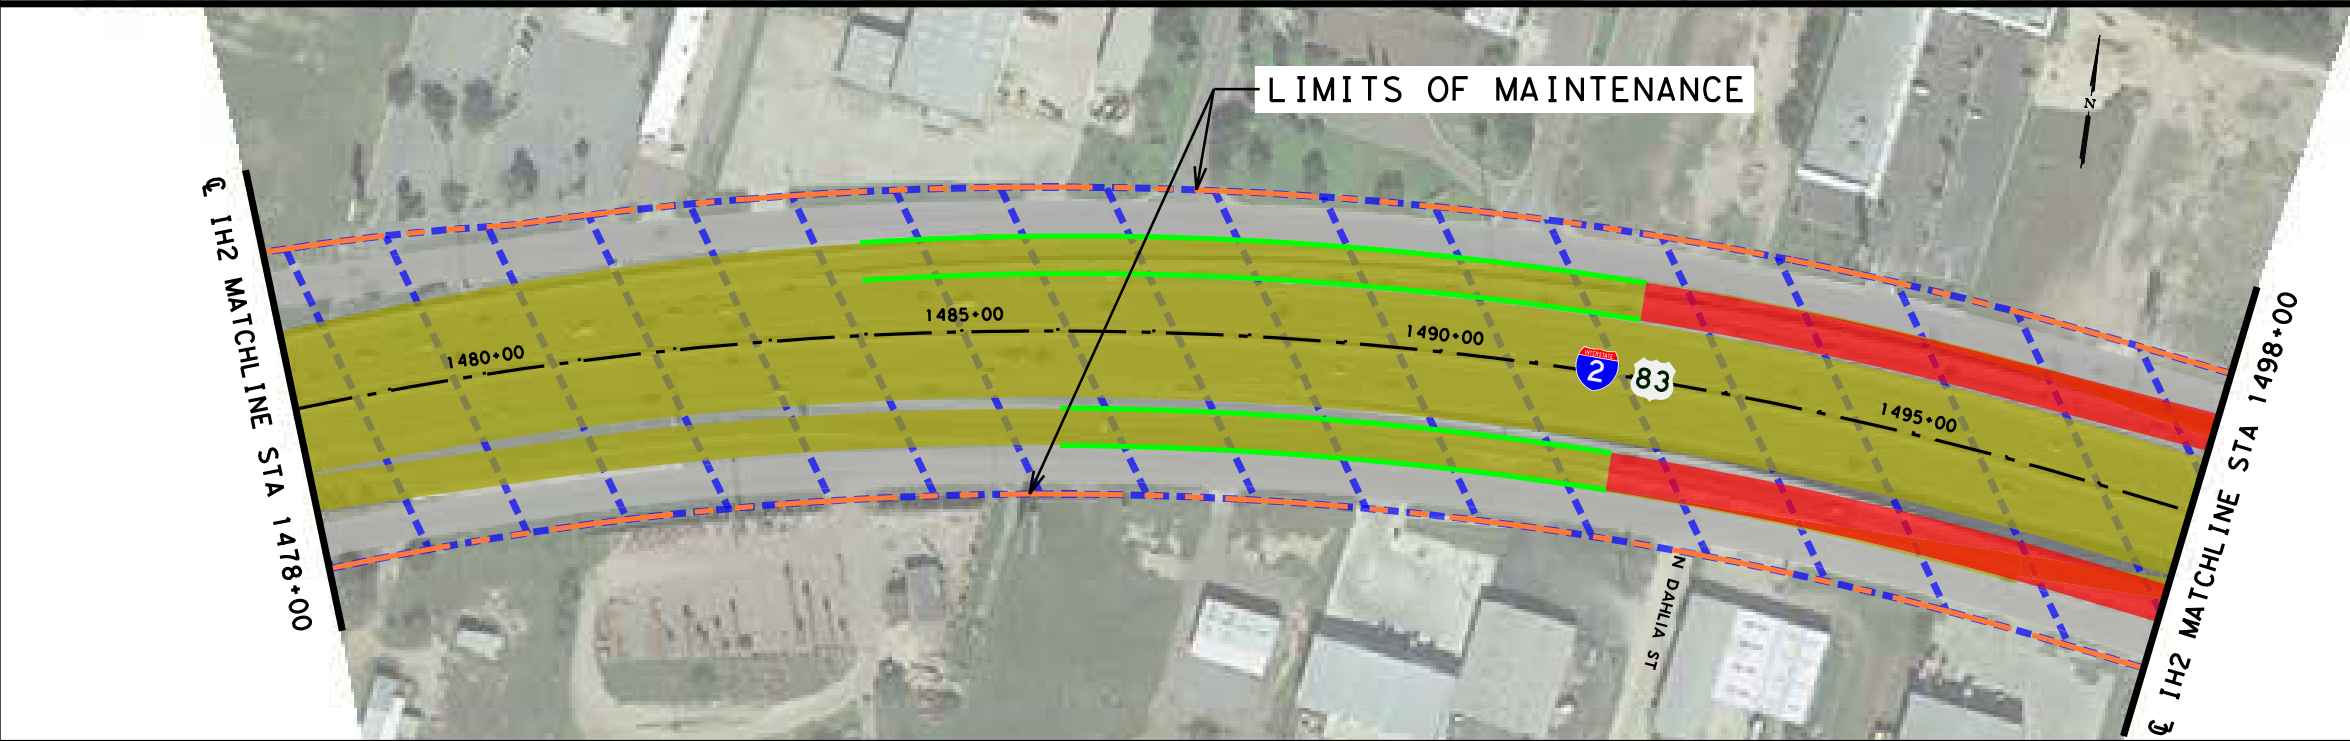 LIMITS OF MAINTENANCE
N
℄ IH2 MATCHLINE STA 1478+00
1480+00
1485+00
1490+00
INTERSTATE
2
83
1495+00
℄ IH2 MATCHLINE STA 1498+00
N DAHLIA ST